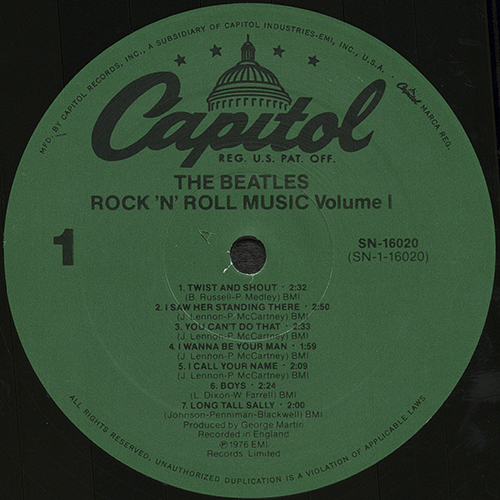 MFD. BY CAPITOL RECORDS, INC., A SUBSIDIARY OF CAPITOL INDUSTRIES-EMI, INC., U.S.A. • Capitol MARCA REG.
Capitol
REG. U.S. PAT. OFF.
THE BEATLES
ROCK 'N' ROLL MUSIC Volume I
1
SN-16020
(SN-1-16020)
1. TWIST AND SHOUT · 2:32
(B. Russell-P. Medley) BMI
2. I SAW HER STANDING THERE · 2:50
(J. Lennon-P. McCartney) BMI
3. YOU CAN'T DO THAT · 2:33
(J. Lennon-P. McCartney) BMI
4. I WANNA BE YOUR MAN · 1:59
(J. Lennon-P. McCartney) BMI
5. I CALL YOUR NAME · 2:09
(J. Lennon-P. McCartney) BMI
6. BOYS · 2:24
(L. Dixon-W. Farrell) BMI
7. LONG TALL SALLY · 2:00
(Johnson-Penniman-Blackwell) BMI
Produced by George Martin
Recorded in England
℗ 1976 EMI
Records Limited
ALL RIGHTS RESERVED. UNAUTHORIZED DUPLICATION IS A VIOLATION OF APPLICABLE LAWS